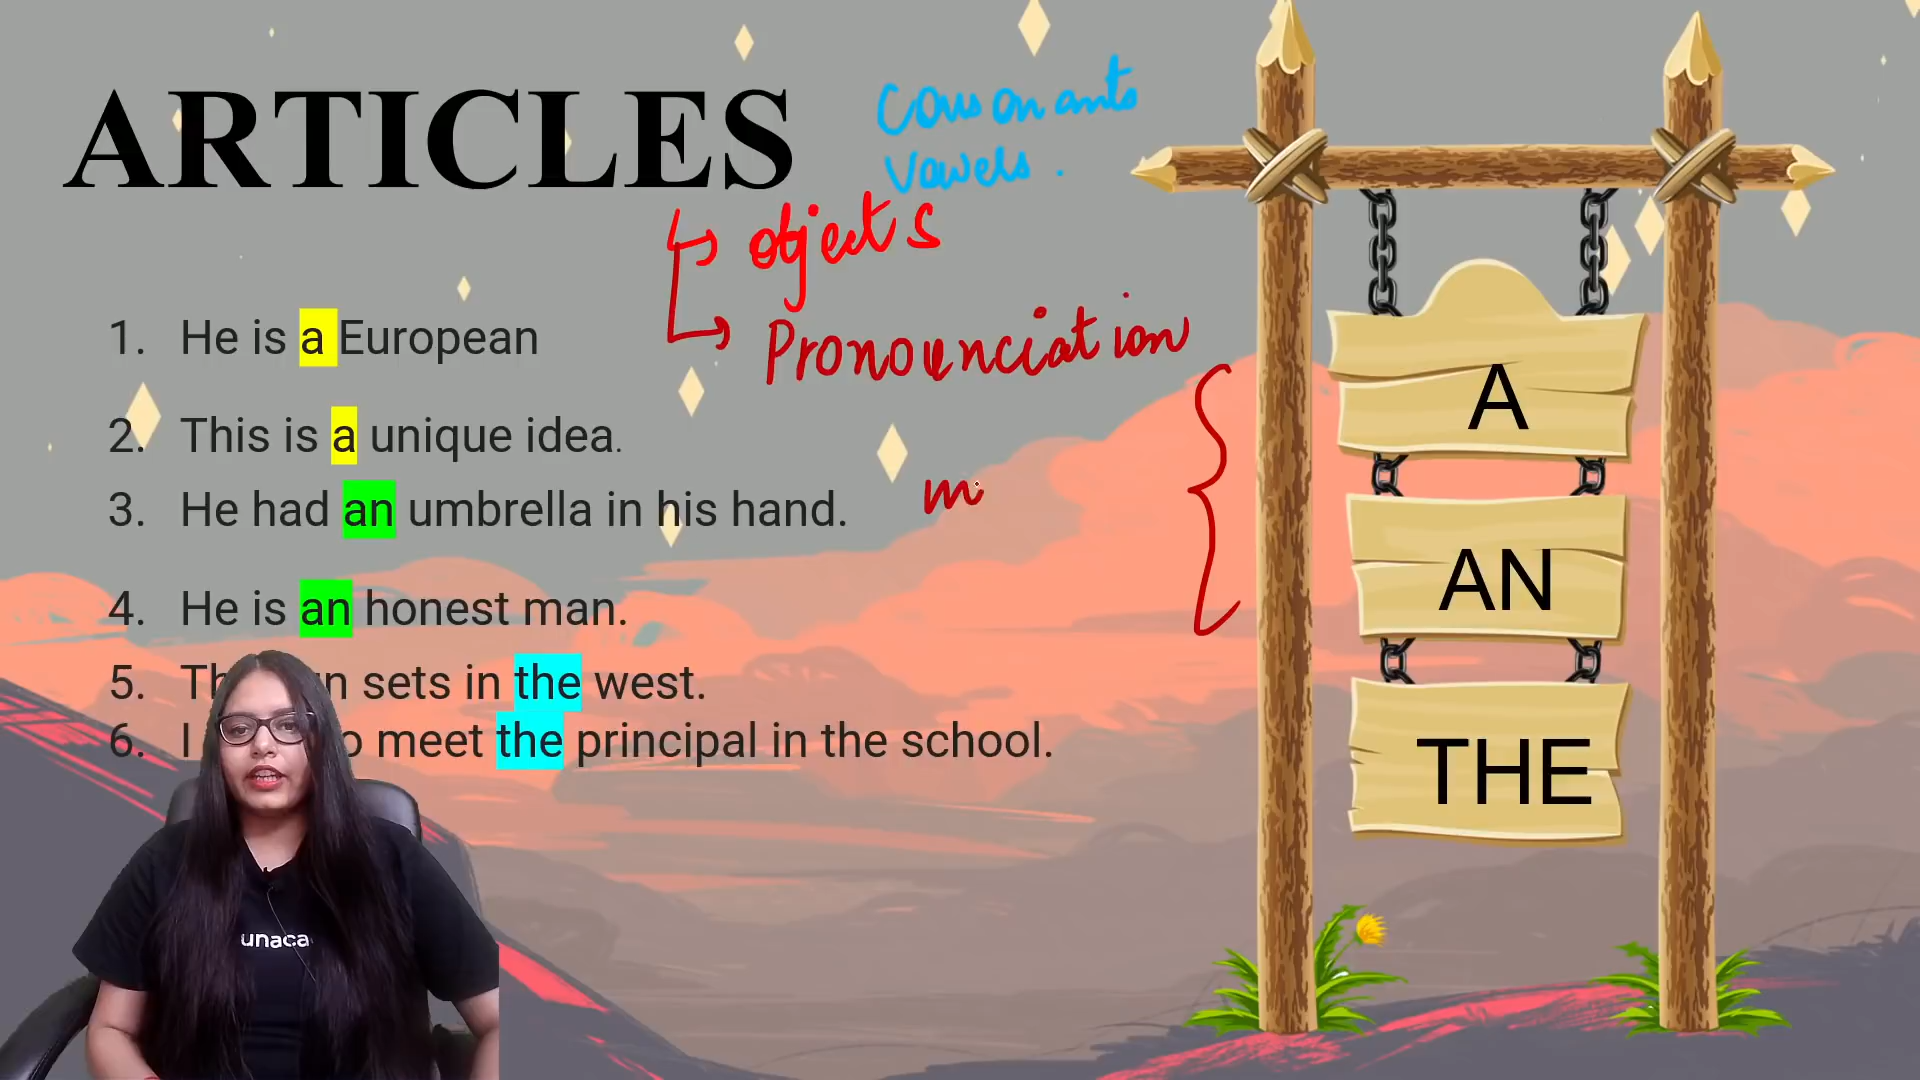 ARTICLES
Consonants
Vowels.
objects
Pronounciation
1. He is a European
2. This is a unique idea.
3. He had an umbrella in his hand.
m
4. He is an honest man.
5. sets in the west.
6. I meet the principal in the school.
A
AN
THE
unaca